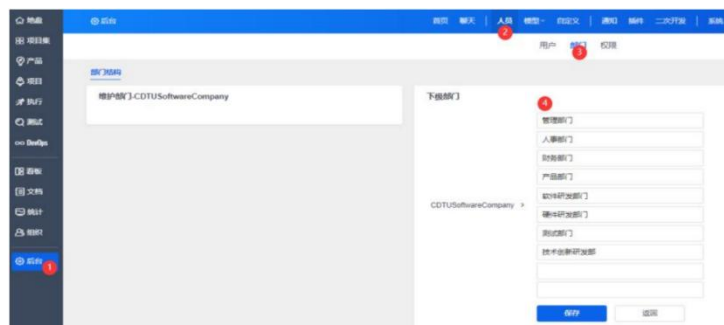 地盘
后台
首页 聊天 人员 模型 自定义 通知 插件 二次开发 系统
2
项目集
用户 部门 权限
3
产品
项目
部门结构
执行
维护部门-CDTUSoftwareCompany
下级部门
4
测试
管理部门
DevOps
人事部门
财务部门
看板
产品部门
文档
软件研发部门
统计
CDTUSoftwareCompany >
硬件研发部门
组织
测试部门
后台
1
技术创新研发部
保存 返回